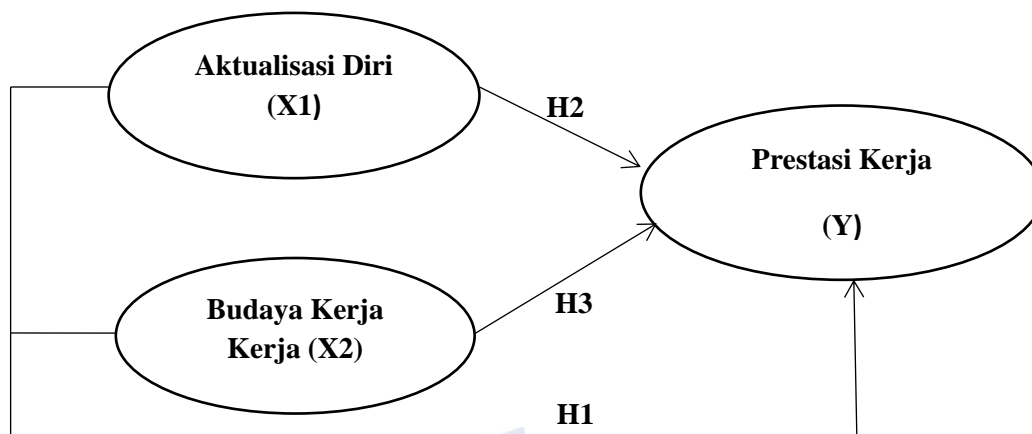 Aktualisasi Diri
(X1)
H2
Prestasi Kerja
(Y)
Budaya Kerja
Kerja (X2)
H3
H1